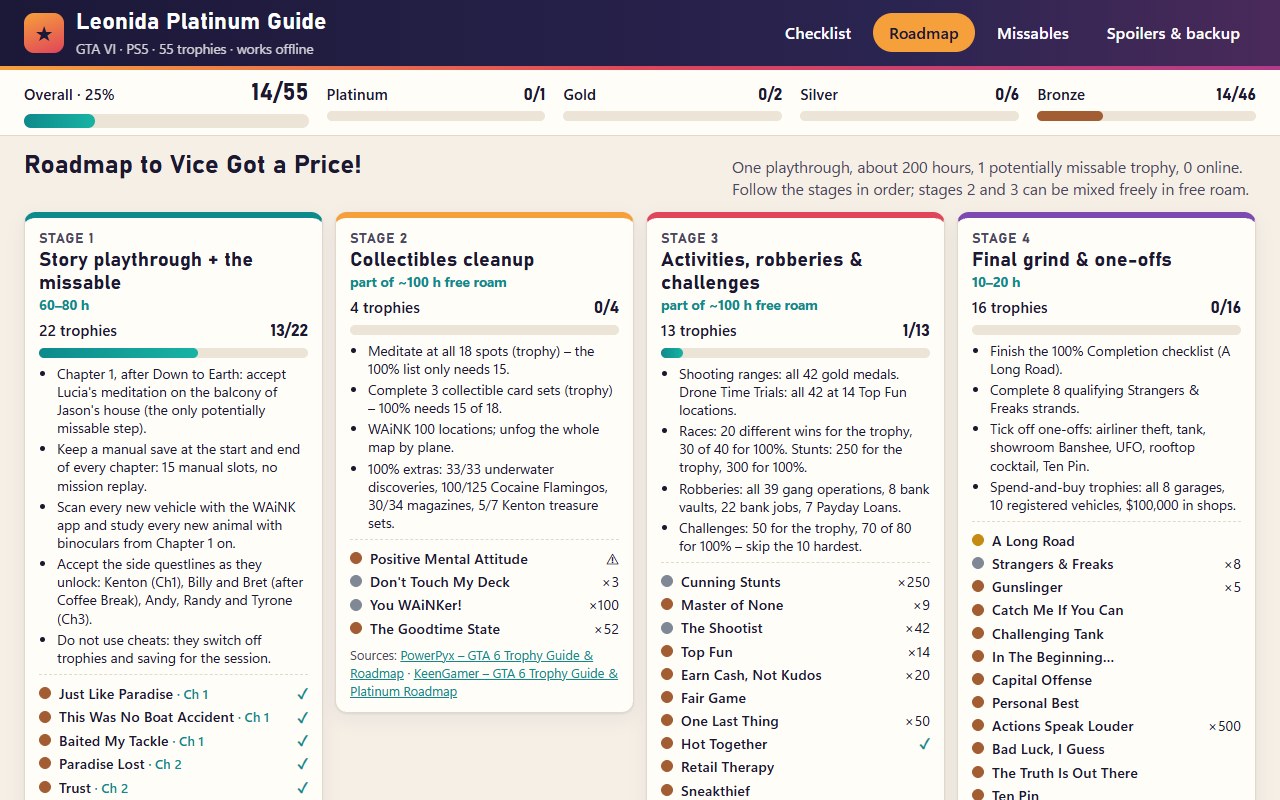 ★
Leonida Platinum Guide
GTA VI · PS5 · 55 trophies · works offline
Checklist
Roadmap
Missables
Spoilers & backup
Overall · 25%
14/55
Platinum
0/1
Gold
0/2
Silver
0/6
Bronze
14/46
Roadmap to Vice Got a Price!
One playthrough, about 200 hours, 1 potentially missable trophy, 0 online.
Follow the stages in order; stages 2 and 3 can be mixed freely in free roam.
STAGE 1
Story playthrough + the
missable
60–80 h
22 trophies 13/22
• Chapter 1, after Down to Earth: accept
Lucia's meditation on the balcony of
Jason's house (the only potentially
missable step).
• Keep a manual save at the start and end
of every chapter: 15 manual slots, no
mission replay.
• Scan every new vehicle with the WAiNK
app and study every new animal with
binoculars from Chapter 1 on.
• Accept the side questlines as they
unlock: Kenton (Ch1), Billy and Bret (after
Coffee Break), Andy, Randy and Tyrone
(Ch3).
• Do not use cheats: they switch off
trophies and saving for the session.
Just Like Paradise · Ch 1 ✓
This Was No Boat Accident · Ch 1 ✓
Baited My Tackle · Ch 1 ✓
Paradise Lost · Ch 2 ✓
Trust · Ch 2 ✓
STAGE 2
Collectibles cleanup
part of ~100 h free roam
4 trophies 0/4
• Meditate at all 18 spots (trophy) – the
100% list only needs 15.
• Complete 3 collectible card sets (trophy)
– 100% needs 15 of 18.
• WAiNK 100 locations; unfog the whole
map by plane.
• 100% extras: 33/33 underwater
discoveries, 100/125 Cocaine Flamingos,
30/34 magazines, 5/7 Kenton treasure
sets.
Positive Mental Attitude ⚠
Don't Touch My Deck ×3
You WAiNKer! ×100
The Goodtime State ×52
Sources: PowerPyx – GTA 6 Trophy Guide &
Roadmap · KeenGamer – GTA 6 Trophy Guide &
Platinum Roadmap
STAGE 3
Activities, robberies &
challenges
part of ~100 h free roam
13 trophies 1/13
• Shooting ranges: all 42 gold medals.
Drone Time Trials: all 42 at 14 Top Fun
locations.
• Races: 20 different wins for the trophy,
30 of 40 for 100%. Stunts: 250 for the
trophy, 300 for 100%.
• Robberies: all 39 gang operations, 8 bank
vaults, 22 bank jobs, 7 Payday Loans.
• Challenges: 50 for the trophy, 70 of 80
for 100% – skip the 10 hardest.
Cunning Stunts ×250
Master of None ×9
The Shootist ×42
Top Fun ×14
Earn Cash, Not Kudos ×20
Fair Game
One Last Thing ×50
Hot Together ✓
Retail Therapy
Sneakthief
STAGE 4
Final grind & one-offs
10–20 h
16 trophies 0/16
• Finish the 100% Completion checklist (A
Long Road).
• Complete 8 qualifying Strangers &
Freaks strands.
• Tick off one-offs: airliner theft, tank,
showroom Banshee, UFO, rooftop
cocktail, Ten Pin.
• Spend-and-buy trophies: all 8 garages,
10 registered vehicles, $100,000 in shops.
A Long Road
Strangers & Freaks ×8
Gunslinger ×5
Catch Me If You Can
Challenging Tank
In The Beginning...
Capital Offense
Personal Best
Actions Speak Louder ×500
Bad Luck, I Guess
The Truth Is Out There
Ten Pin